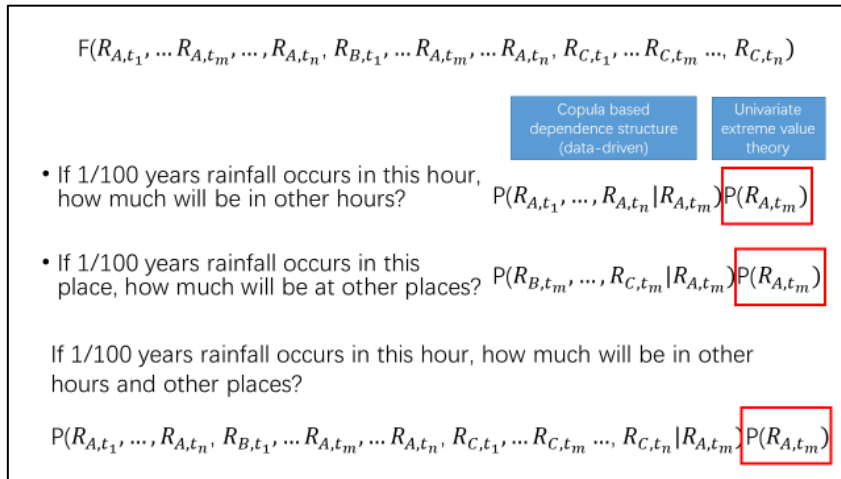 F(R_{A,t_1}, … R_{A,t_m}, … , R_{A,t_n}, R_{B,t_1}, … R_{A,t_m}, … R_{A,t_n}, R_{C,t_1}, … R_{C,t_m} …, R_{C,t_n})
Copula based
dependence structure
(data-driven)
Univariate
extreme value
theory
• If 1/100 years rainfall occurs in this hour,
how much will be in other hours?
P(R_{A,t_1}, … , R_{A,t_n}|R_{A,t_m})P(R_{A,t_m})
• If 1/100 years rainfall occurs in this
place, how much will be at other places?
P(R_{B,t_m}, … , R_{C,t_m}|R_{A,t_m})P(R_{A,t_m})
If 1/100 years rainfall occurs in this hour, how much will be in other
hours and other places?
P(R_{A,t_1}, … , R_{A,t_n}, R_{B,t_1}, … R_{A,t_m}, … R_{A,t_n}, R_{C,t_1}, … R_{C,t_m} …, R_{C,t_n}|R_{A,t_m})P(R_{A,t_m})